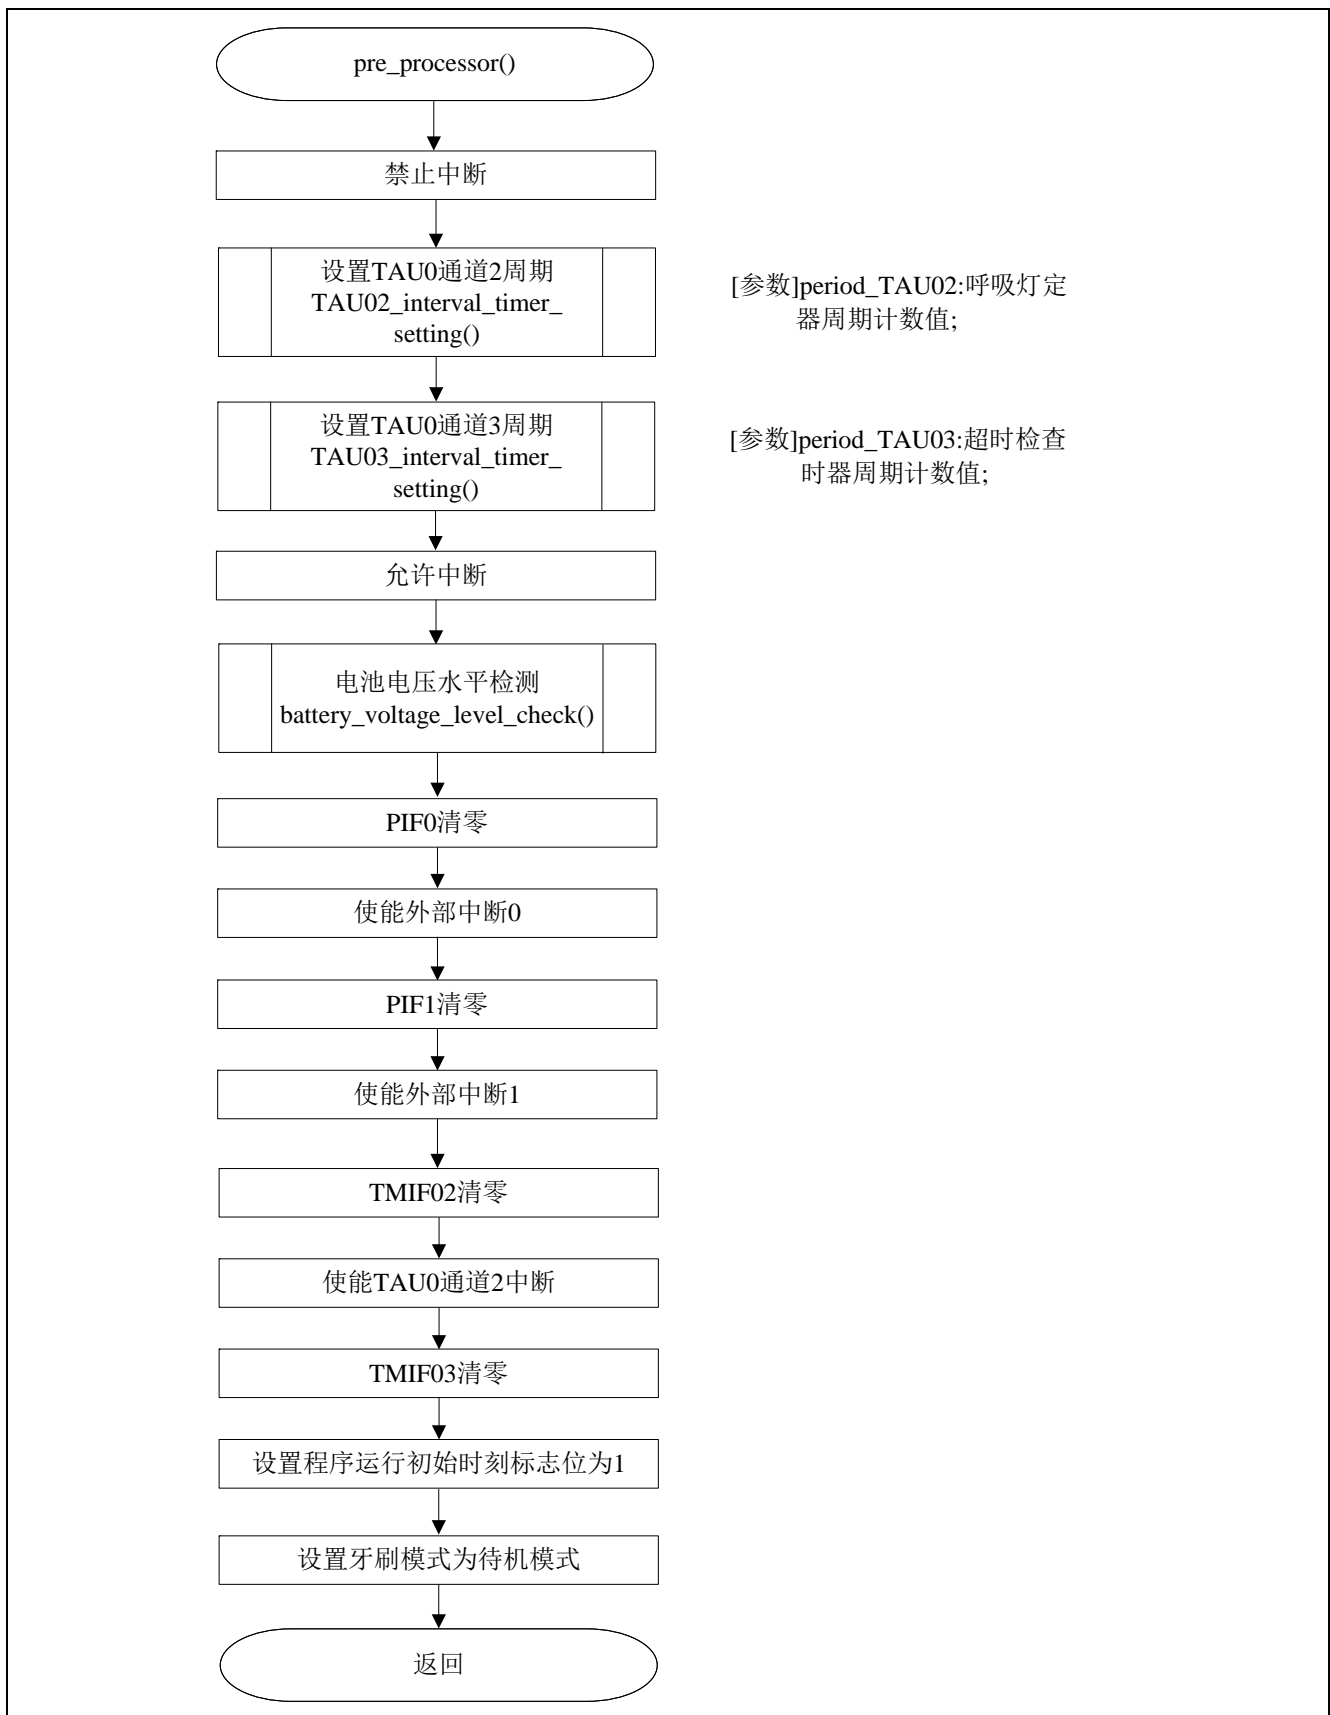 pre_processor()
禁止中断
设置TAU0通道2周期
TAU02_interval_timer_
setting()
[参数]period_TAU02:呼吸灯定
器周期计数值;
设置TAU0通道3周期
TAU03_interval_timer_
setting()
[参数]period_TAU03:超时检查
时器周期计数值;
允许中断
电池电压水平检测
battery_voltage_level_check()
PIF0清零
使能外部中断0
PIF1清零
使能外部中断1
TMIF02清零
使能TAU0通道2中断
TMIF03清零
设置程序运行初始时刻标志位为1
设置牙刷模式为待机模式
返回